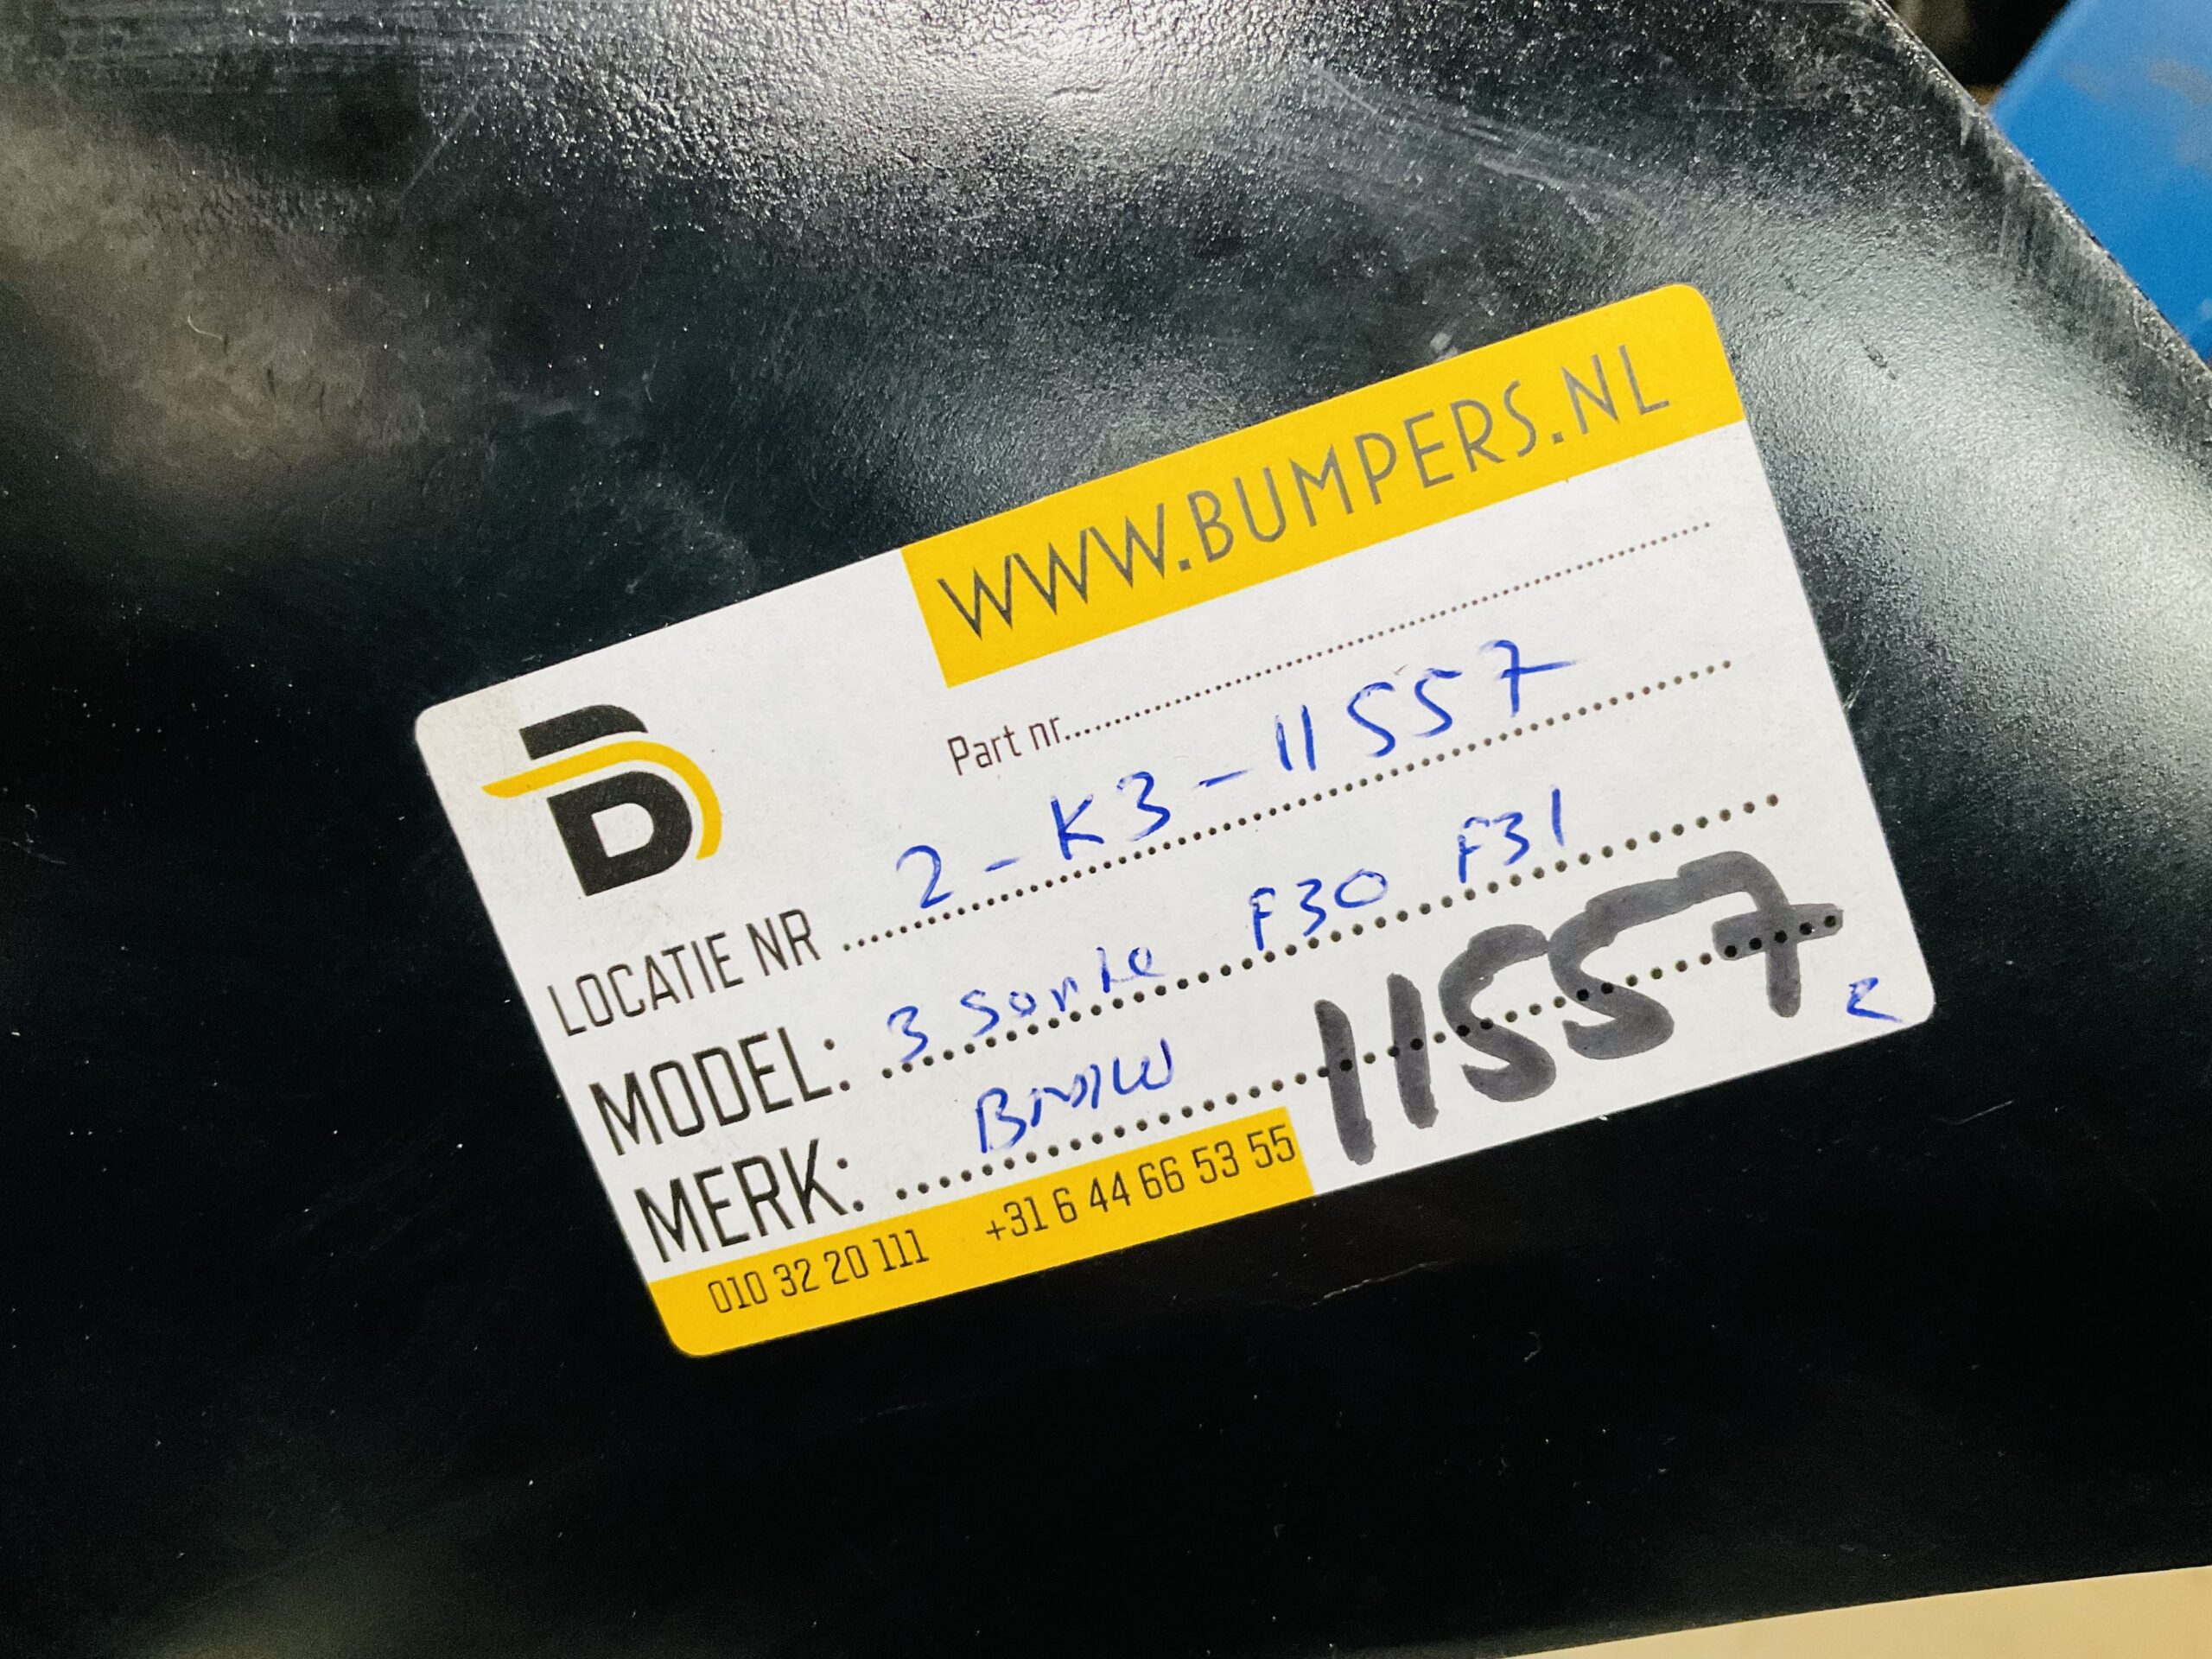 WWW.BUMPERS.NL
Part nr
LOCATIE NR 2-K3-11557
MODEL: 3 Serie F30 F31
MERK: BMW 11557
010 32 20 111 +31 6 44 66 53 55